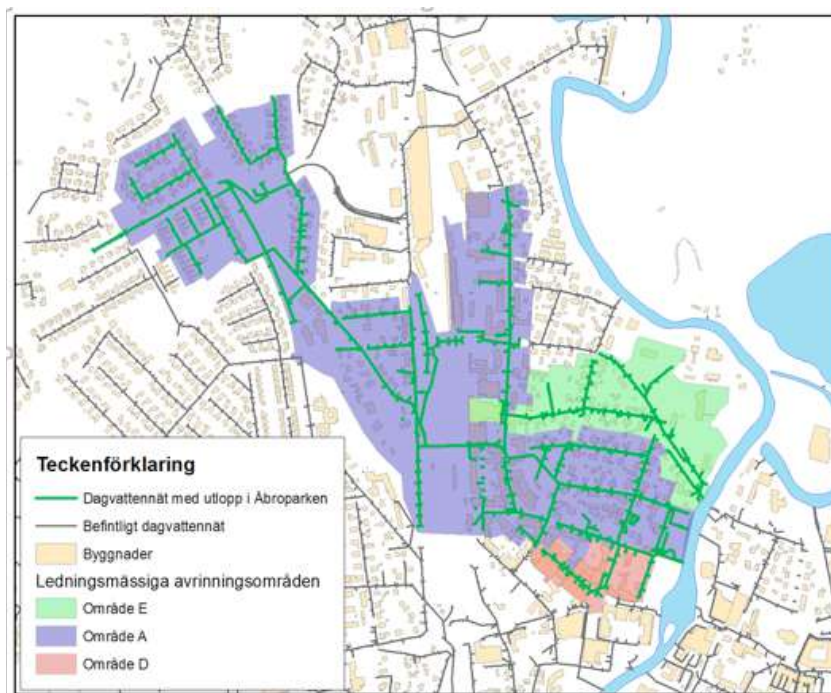 Teckenförklaring
Dagvattennät med utlopp i Åbroparken
Befintligt dagvattennät
Byggnader
Ledningsmässiga avrinningsområden
Område E
Område A
Område D